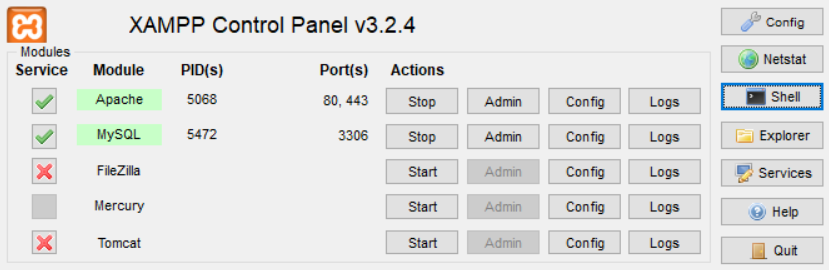 XAMPP Control Panel v3.2.4
Config
Modules
Service Module PID(s) Port(s) Actions
Netstat
Apache 5068 80, 443 Stop Admin Config Logs
Shell
MySQL 5472 3306 Stop Admin Config Logs
Explorer
FileZilla Start Admin Config Logs
Services
Mercury Start Admin Config Logs
Help
Tomcat Start Admin Config Logs
Quit